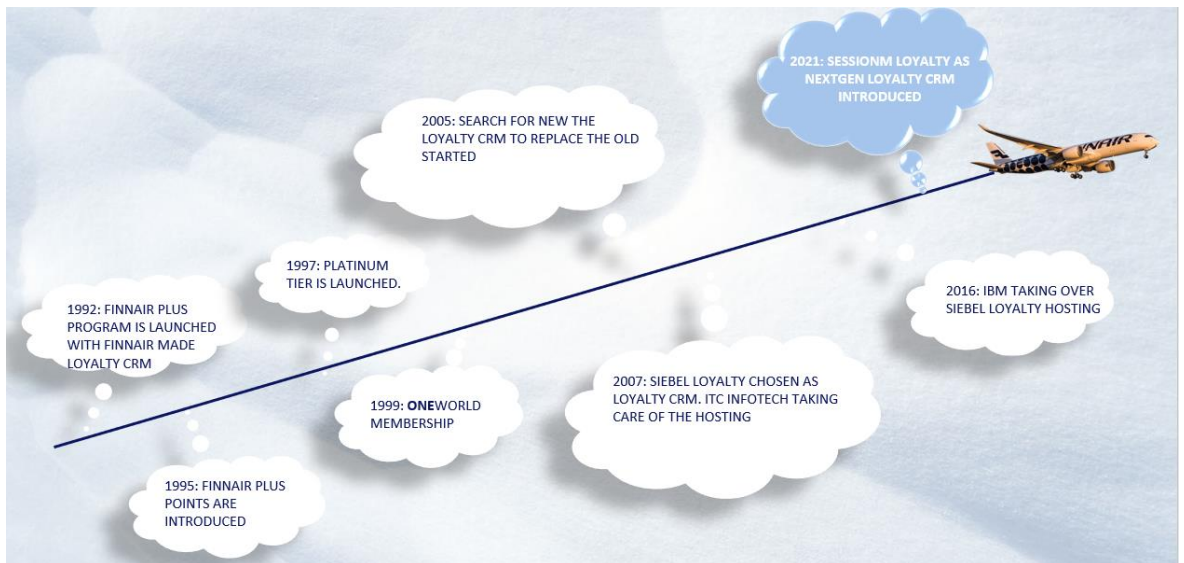 1992: FINNAIR PLUS
PROGRAM IS LAUNCHED
WITH FINNAIR MADE
LOYALTY CRM
1995: FINNAIR PLUS
POINTS ARE
INTRODUCED
1997: PLATINUM
TIER IS LAUNCHED.
1999: ONEWORLD
MEMBERSHIP
2005: SEARCH FOR NEW THE
LOYALTY CRM TO REPLACE THE OLD
STARTED
2007: SIEBEL LOYALTY CHOSEN AS
LOYALTY CRM. ITC INFOTECH TAKING
CARE OF THE HOSTING
2016: IBM TAKING OVER
SIEBEL LOYALTY HOSTING
2021: SESSIONM LOYALTY AS
NEXTGEN LOYALTY CRM
INTRODUCED
FINNAIR